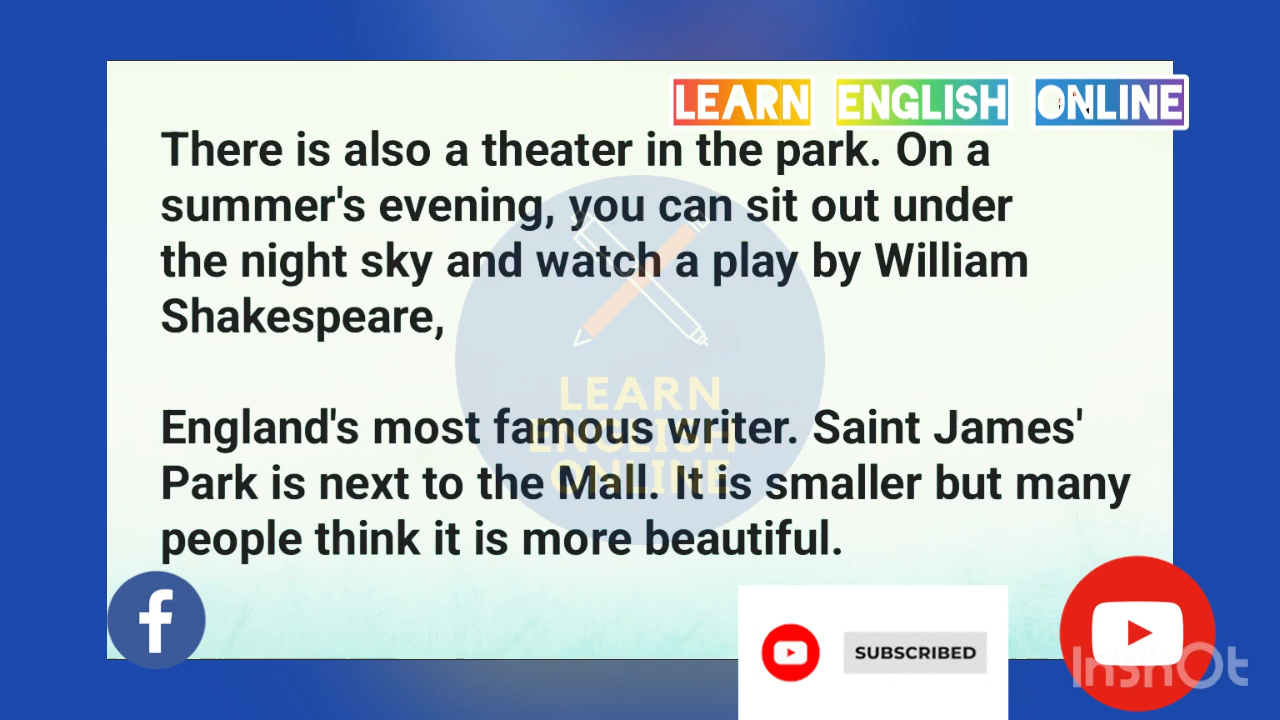 LEARN ENGLISH ONLINE
There is also a theater in the park. On a
summer's evening, you can sit out under
the night sky and watch a play by William
Shakespeare,
England's most famous writer. Saint James'
Park is next to the Mall. It is smaller but many
people think it is more beautiful.
LEARN
ENGLISH
ONLINE
f
SUBSCRIBED
InShOt